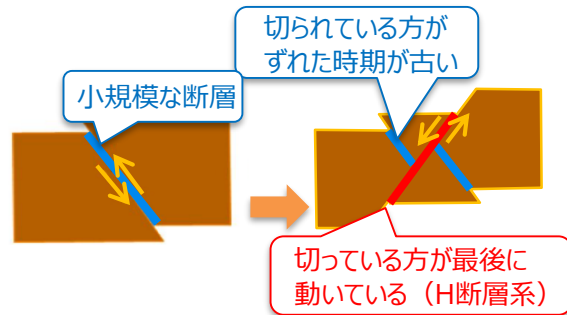 小規模な断層
切られている方が
ずれた時期が古い
切っている方が最後に
動いている（H断層系）